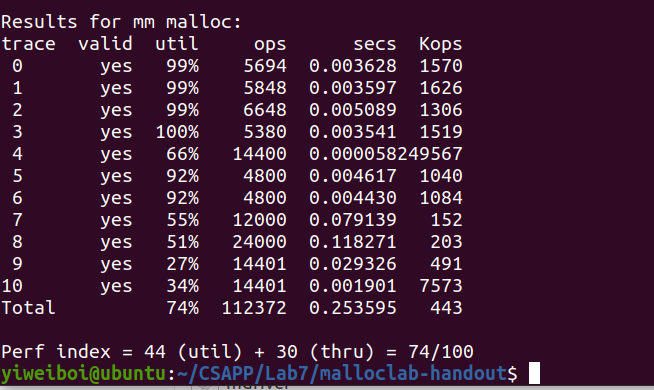 Results for mm malloc:
trace  valid  util     ops      secs  Kops
 0       yes   99%    5694  0.003628  1570
 1       yes   99%    5848  0.003597  1626
 2       yes   99%    6648  0.005089  1306
 3       yes  100%    5380  0.003541  1519
 4       yes   66%   14400  0.000058249567
 5       yes   92%    4800  0.004617  1040
 6       yes   92%    4800  0.004430  1084
 7       yes   55%   12000  0.079139   152
 8       yes   51%   24000  0.118271   203
 9       yes   27%   14401  0.029326   491
10       yes   34%   14401  0.001901  7573
Total          74%  112372  0.253595   443

Perf index = 44 (util) + 30 (thru) = 74/100
yiweiboi@ubuntu:~/CSAPP/Lab7/malloclab-handout$